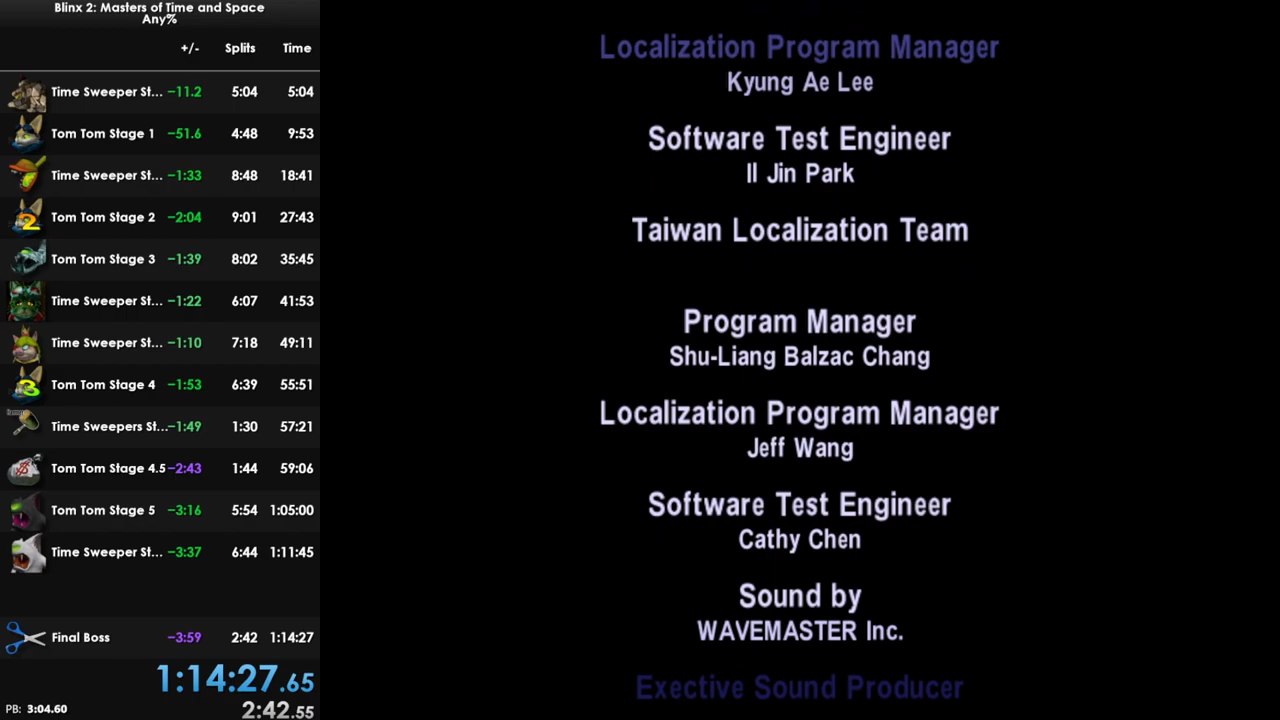 Blinx 2: Masters of Time and Space
Any%
+/- Splits Time
Time Sweeper St... −11.2 5:04 5:04
Tom Tom Stage 1 −51.6 4:48 9:53
Time Sweeper St... −1:33 8:48 18:41
Tom Tom Stage 2 −2:04 9:01 27:43
Tom Tom Stage 3 −1:39 8:02 35:45
Time Sweeper St... −1:22 6:07 41:53
Time Sweeper St... −1:10 7:18 49:11
Tom Tom Stage 4 −1:53 6:39 55:51
Time Sweepers St... −1:49 1:30 57:21
Tom Tom Stage 4.5 −2:43 1:44 59:06
Tom Tom Stage 5 −3:16 5:54 1:05:00
Time Sweeper St... −3:37 6:44 1:11:45
Final Boss −3:59 2:42 1:14:27
1:14:27.65
PB: 3:04.60 2:42.55
Localization Program Manager
Kyung Ae Lee
Software Test Engineer
Il Jin Park
Taiwan Localization Team
Program Manager
Shu-Liang Balzac Chang
Localization Program Manager
Jeff Wang
Software Test Engineer
Cathy Chen
Sound by
WAVEMASTER Inc.
Exective Sound Producer